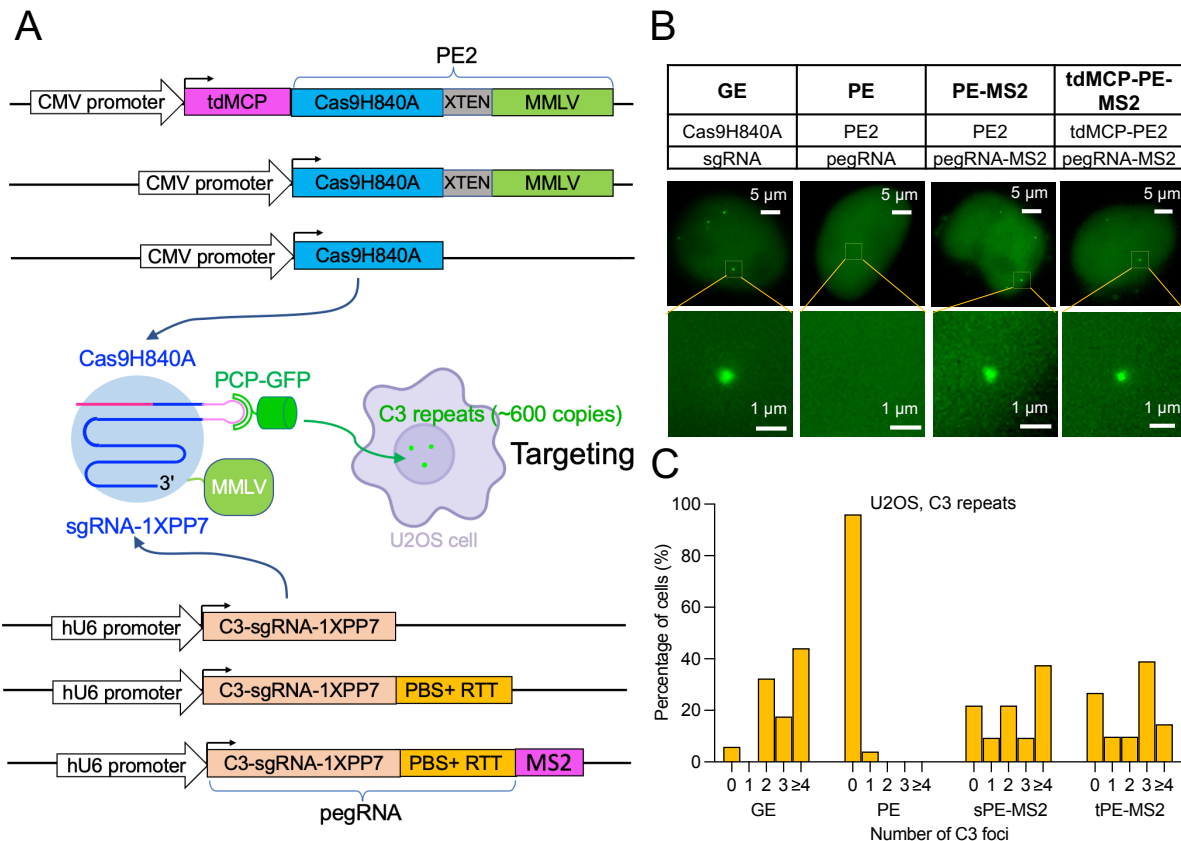 A
PE2
CMV promoter
tdMCP
Cas9H840A
XTEN
MMLV
CMV promoter
Cas9H840A
XTEN
MMLV
CMV promoter
Cas9H840A
Cas9H840A
PCP-GFP
C3 repeats (~600 copies)
Targeting
3'
MMLV
sgRNA-1XPP7
U2OS cell
hU6 promoter
C3-sgRNA-1XPP7
hU6 promoter
C3-sgRNA-1XPP7
PBS+ RTT
hU6 promoter
C3-sgRNA-1XPP7
PBS+ RTT
MS2
pegRNA
B
GE
PE
PE-MS2
tdMCP-PE-
MS2
Cas9H840A
PE2
PE2
tdMCP-PE2
sgRNA
pegRNA
pegRNA-MS2
pegRNA-MS2
5 µm
5 µm
5 µm
5 µm
1 µm
1 µm
1 µm
1 µm
C
U2OS, C3 repeats
Percentage of cells (%)
100
80
60
40
20
0
0 1 2 3 ≥4
0 1 2 3 ≥4
0 1 2 3 ≥4
0 1 2 3 ≥4
GE
PE
sPE-MS2
tPE-MS2
Number of C3 foci